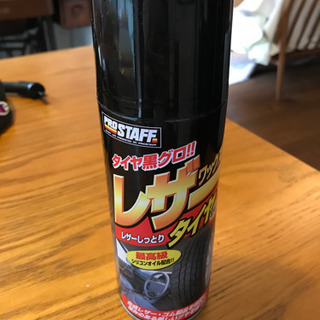 PRO STAFF
タイヤ黒グロ!!
レザーワックス
レザーしっとり
タイヤ
最高級
シリコンオイル配合!!